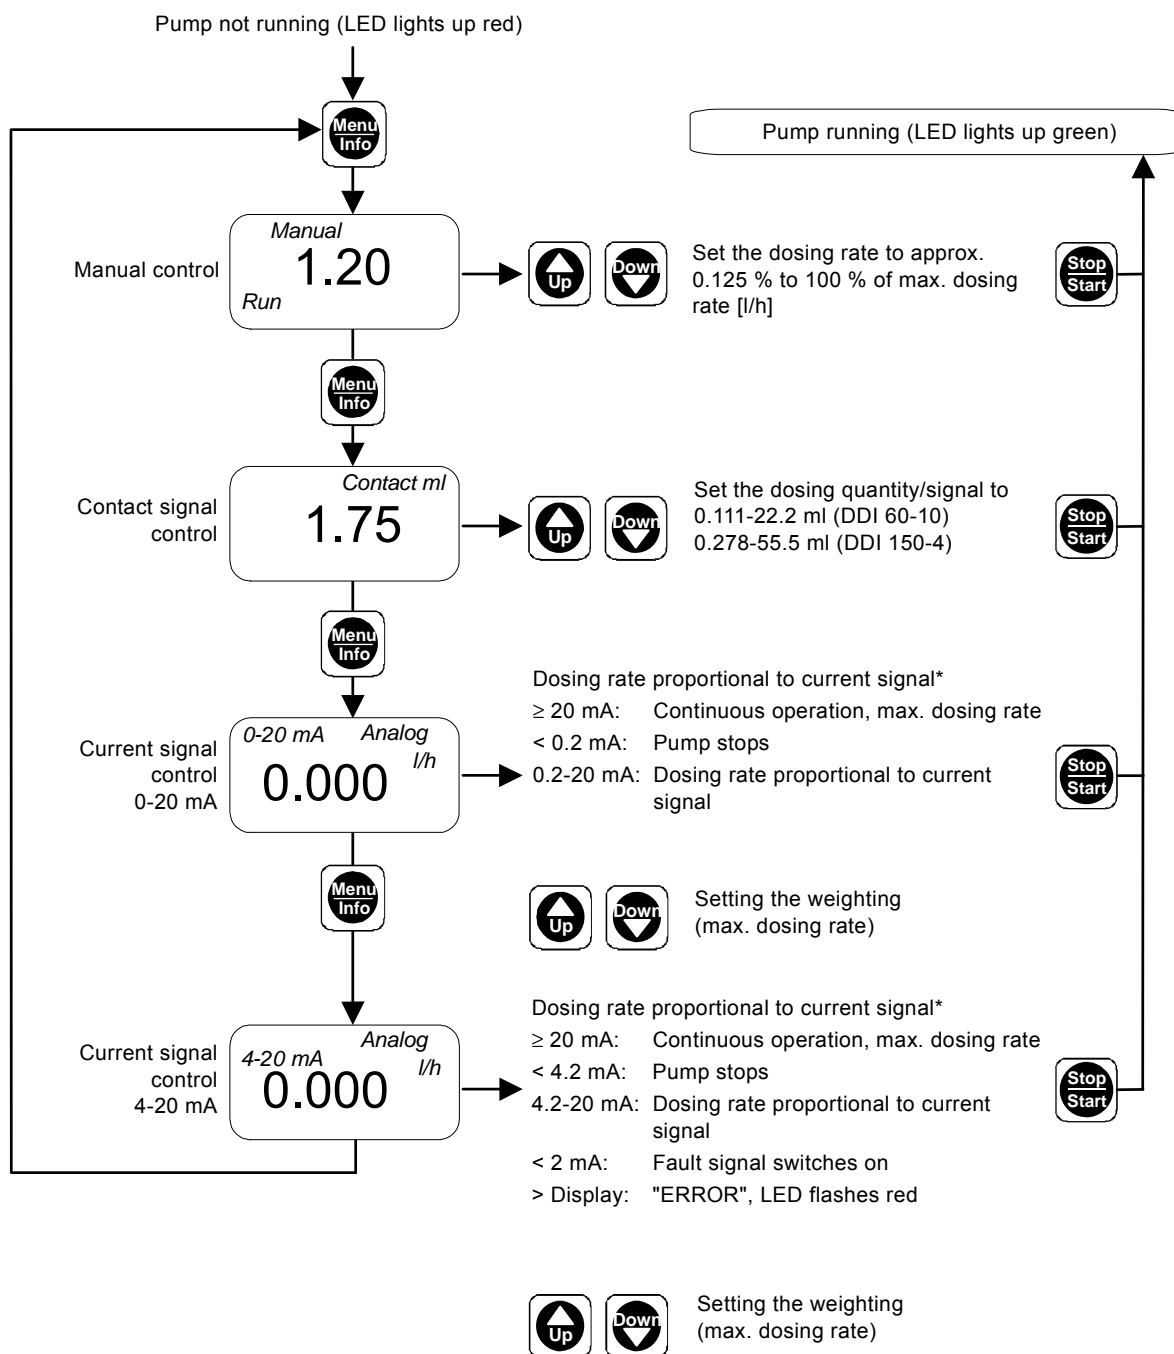 Pump not running (LED lights up red)
Menu
Info
Pump running (LED lights up green)
Manual control
Manual
1.20
Run
Up
Down
Set the dosing rate to approx.
0.125 % to 100 % of max. dosing
rate [l/h]
Stop
Start
Menu
Info
Contact signal
control
Contact ml
1.75
Up
Down
Set the dosing quantity/signal to
0.111-22.2 ml (DDI 60-10)
0.278-55.5 ml (DDI 150-4)
Stop
Start
Menu
Info
Current signal
control
0-20 mA
0-20 mA Analog
l/h
0.000
Dosing rate proportional to current signal*
≥ 20 mA: Continuous operation, max. dosing rate
< 0.2 mA: Pump stops
0.2-20 mA: Dosing rate proportional to current
signal
Stop
Start
Menu
Info
Up
Down
Setting the weighting
(max. dosing rate)
Current signal
control
4-20 mA
Analog
4-20 mA l/h
0.000
Dosing rate proportional to current signal*
≥ 20 mA: Continuous operation, max. dosing rate
< 4.2 mA: Pump stops
4.2-20 mA: Dosing rate proportional to current
signal
< 2 mA: Fault signal switches on
> Display: "ERROR", LED flashes red
Stop
Start
Up
Down
Setting the weighting
(max. dosing rate)